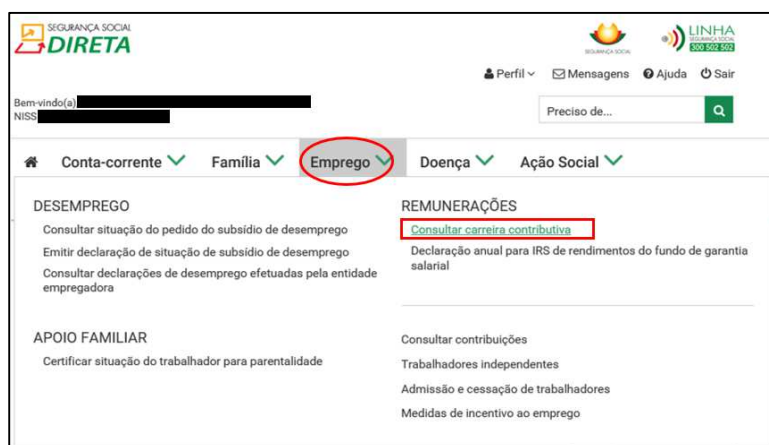 SEGURANÇA SOCIAL
DIRETA
SEGURANÇA SOCIAL
LINHA
SEGURANÇA SOCIAL
300 502 502
Perfil
Mensagens
Ajuda
Sair
Bem-vindo(a)
NISS
Preciso de...
Conta-corrente
Família
Emprego
Doença
Ação Social
DESEMPREGO
Consultar situação do pedido do subsídio de desemprego
Emitir declaração de situação de subsídio de desemprego
Consultar declarações de desemprego efetuadas pela entidade
empregadora
REMUNERAÇÕES
Consultar carreira contributiva
Declaração anual para IRS de rendimentos do fundo de garantia
salarial
APOIO FAMILIAR
Certificar situação do trabalhador para parentalidade
Consultar contribuições
Trabalhadores independentes
Admissão e cessação de trabalhadores
Medidas de incentivo ao emprego